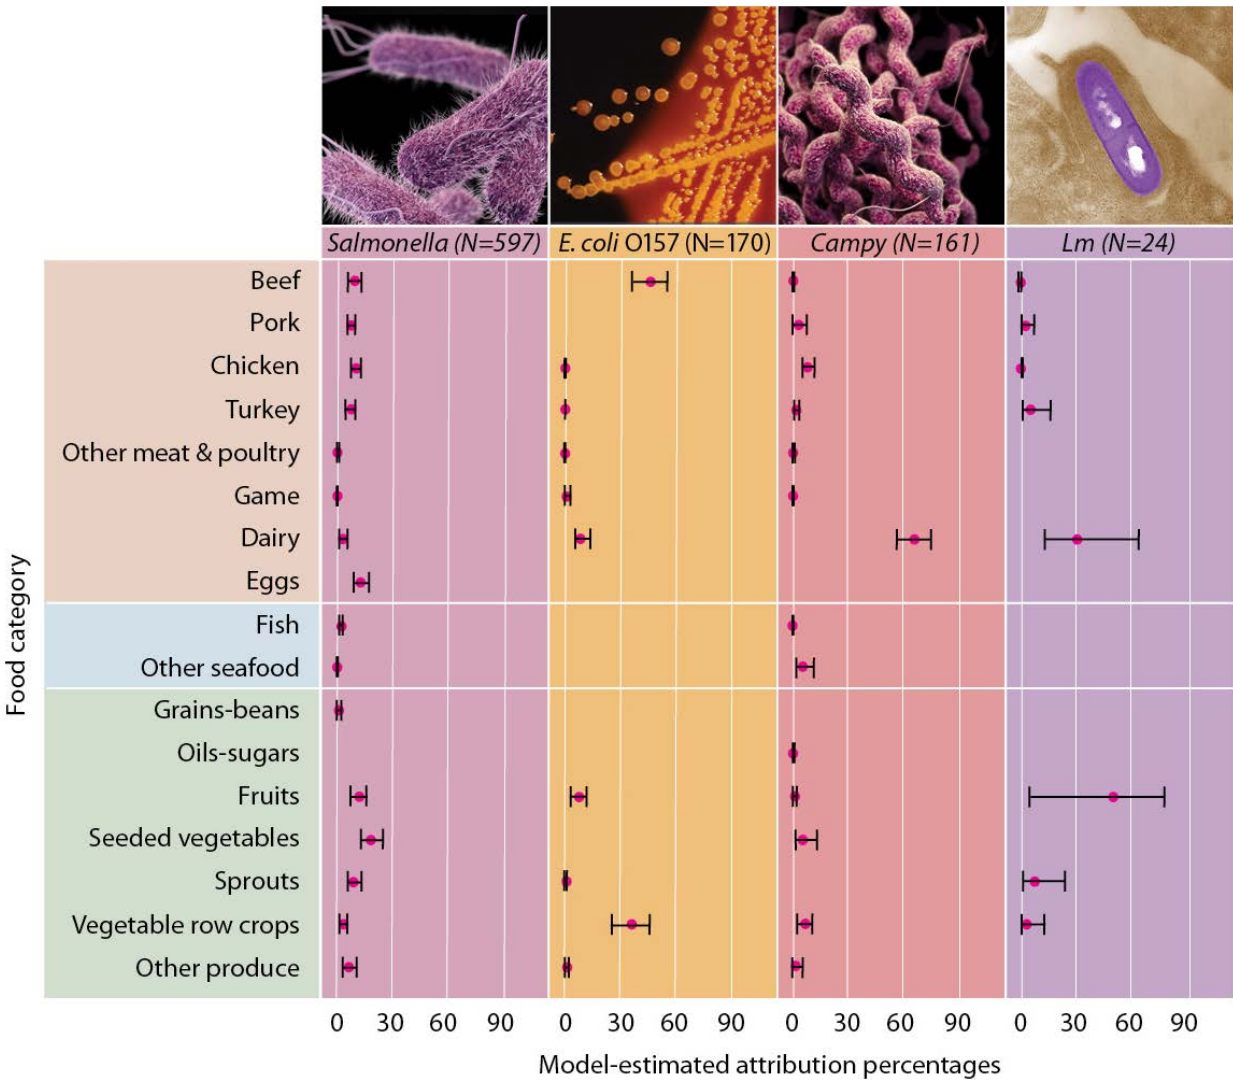 Salmonella (N=597)
E. coli O157 (N=170)
Campy (N=161)
Lm (N=24)
Food category
Beef
Pork
Chicken
Turkey
Other meat & poultry
Game
Dairy
Eggs
Fish
Other seafood
Grains-beans
Oils-sugars
Fruits
Seeded vegetables
Sprouts
Vegetable row crops
Other produce
0 30 60 90
0 30 60 90
0 30 60 90
0 30 60 90
Model-estimated attribution percentages